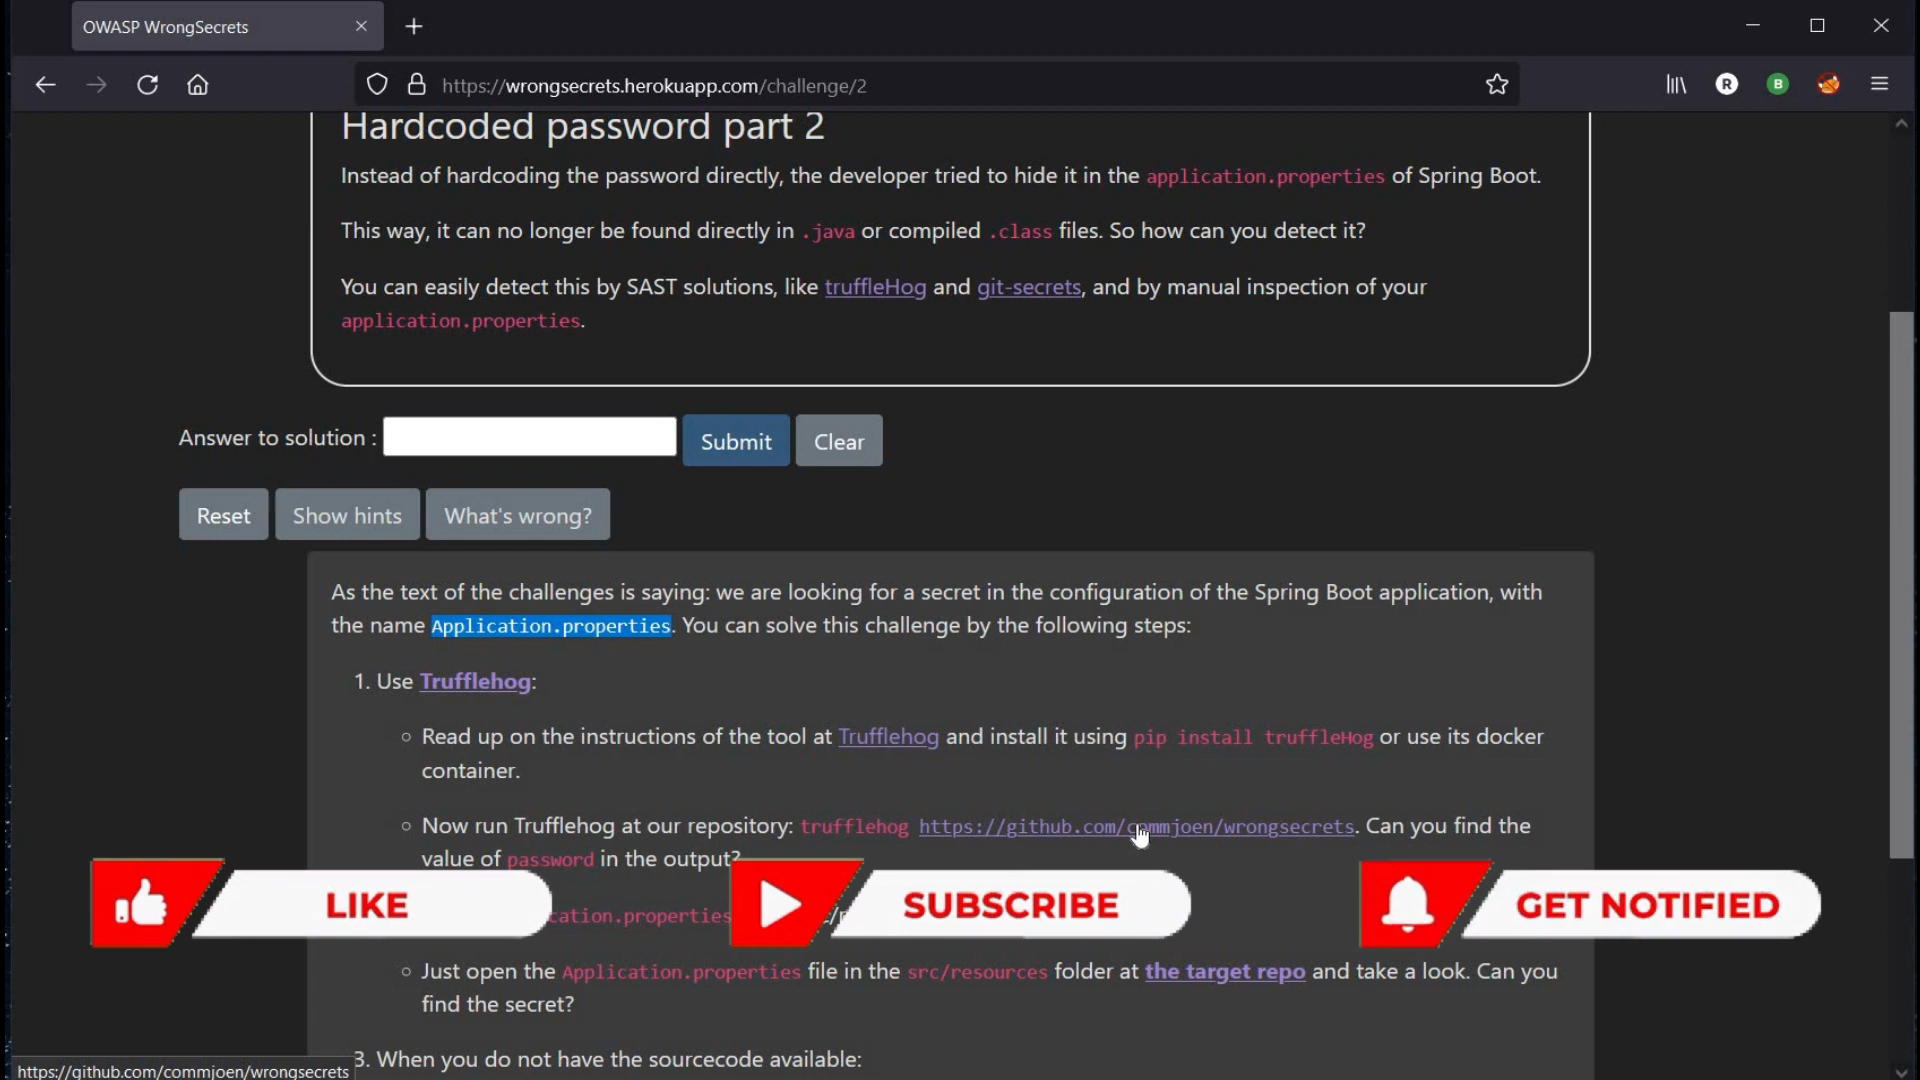 OWASP WrongSecrets
https://wrongsecrets.herokuapp.com/challenge/2
R
B
Hardcoded password part 2
Instead of hardcoding the password directly, the developer tried to hide it in the application.properties of Spring Boot.
This way, it can no longer be found directly in .java or compiled .class files. So how can you detect it?
You can easily detect this by SAST solutions, like truffleHog and git-secrets, and by manual inspection of your
application.properties.
Answer to solution :
Submit
Clear
Reset
Show hints
What's wrong?
As the text of the challenges is saying: we are looking for a secret in the configuration of the Spring Boot application, with
the name Application.properties. You can solve this challenge by the following steps:
1. Use Trufflehog:
Read up on the instructions of the tool at Trufflehog and install it using pip install truffleHog or use its docker
container.
Now run Trufflehog at our repository: trufflehog https://github.com/commjoen/wrongsecrets. Can you find the
value of password in the output?
cation.properties
LIKE
SUBSCRIBE
GET NOTIFIED
Just open the Application.properties file in the src/resources folder at the target repo and take a look. Can you
find the secret?
3. When you do not have the sourcecode available:
https://github.com/commjoen/wrongsecrets